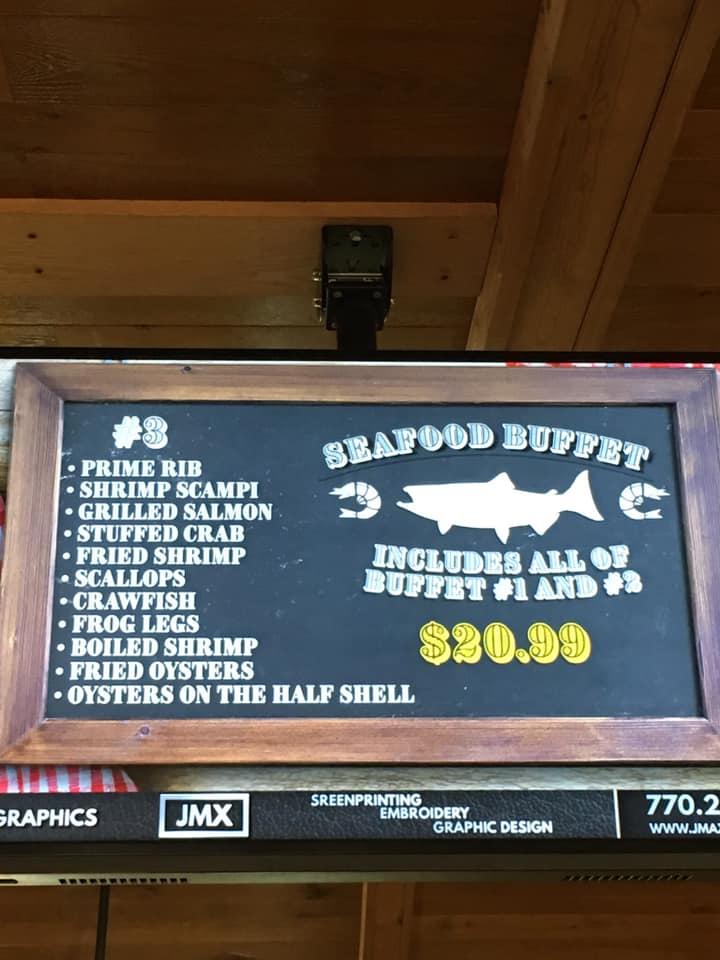 #3
• PRIME RIB
• SHRIMP SCAMPI
• GRILLED SALMON
• STUFFED CRAB
• FRIED SHRIMP
• SCALLOPS
• CRAWFISH
• FROG LEGS
• BOILED SHRIMP
• FRIED OYSTERS
• OYSTERS ON THE HALF SHELL
SEAFOOD BUFFET
INCLUDES ALL OF
BUFFET #1 AND #2
$20.99
GRAPHICS
JMX
SREENPRINTING
EMBROIDERY
GRAPHIC DESIGN
770.2
WWW.JMA